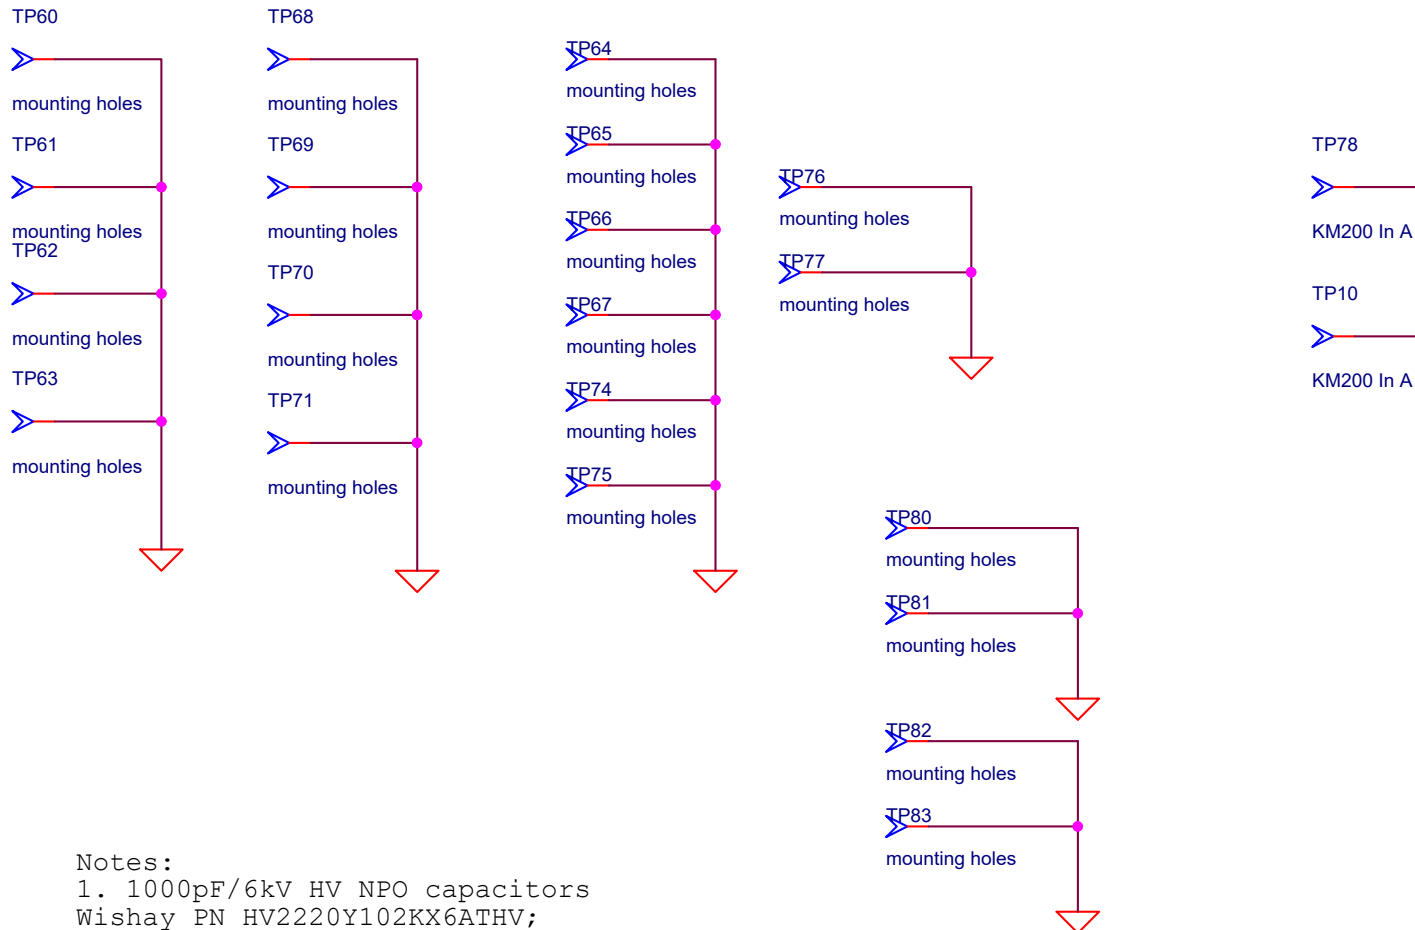 TP60
mounting holes
TP61
mounting holes
TP62
mounting holes
TP63
mounting holes
TP68
mounting holes
TP69
mounting holes
TP70
mounting holes
TP71
mounting holes
TP64
mounting holes
TP65
mounting holes
TP66
mounting holes
TP67
mounting holes
TP74
mounting holes
TP75
mounting holes
TP76
mounting holes
TP77
mounting holes
TP80
mounting holes
TP81
mounting holes
TP82
mounting holes
TP83
mounting holes
TP78
KM200 In A
TP10
KM200 In A
Notes:
1. 1000pF/6kV HV NPO capacitors
Wishay PN HV2220Y102KX6ATHV;